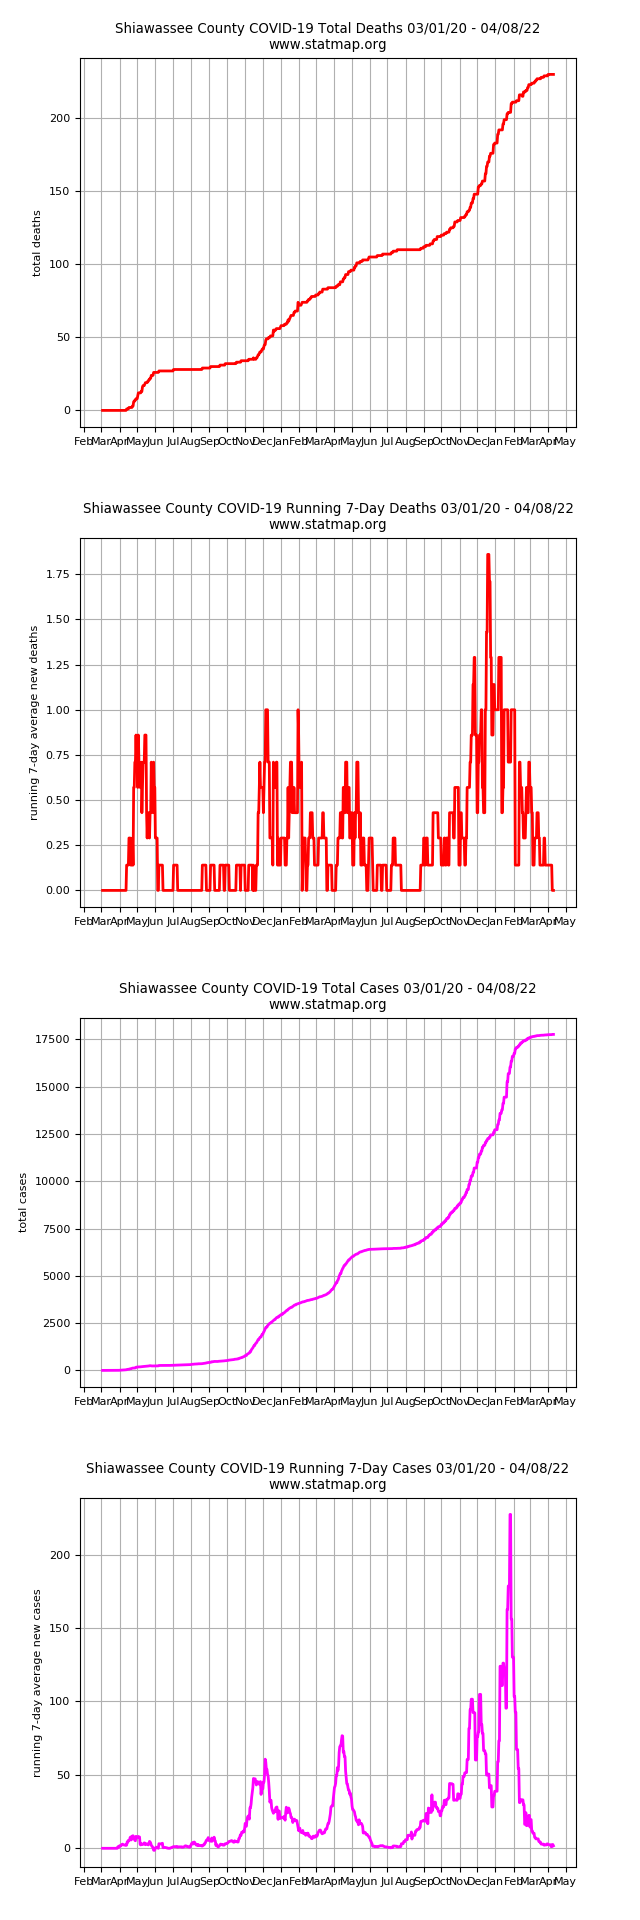 Shiawassee County COVID-19 Total Deaths 03/01/20 - 04/08/22
www.statmap.org
200
150
100
50
0
total deaths
Feb Mar Apr May Jun Jul Aug Sep Oct Nov Dec Jan Feb Mar Apr May Jun Jul Aug Sep Oct Nov Dec Jan Feb Mar Apr May
Shiawassee County COVID-19 Running 7-Day Deaths 03/01/20 - 04/08/22
www.statmap.org
1.75
1.50
1.25
1.00
0.75
0.50
0.25
0.00
running 7-day average new deaths
Feb Mar Apr May Jun Jul Aug Sep Oct Nov Dec Jan Feb Mar Apr May Jun Jul Aug Sep Oct Nov Dec Jan Feb Mar Apr May
Shiawassee County COVID-19 Total Cases 03/01/20 - 04/08/22
www.statmap.org
17500
15000
12500
10000
7500
5000
2500
0
total cases
Feb Mar Apr May Jun Jul Aug Sep Oct Nov Dec Jan Feb Mar Apr May Jun Jul Aug Sep Oct Nov Dec Jan Feb Mar Apr May
Shiawassee County COVID-19 Running 7-Day Cases 03/01/20 - 04/08/22
www.statmap.org
200
150
100
50
0
running 7-day average new cases
Feb Mar Apr May Jun Jul Aug Sep Oct Nov Dec Jan Feb Mar Apr May Jun Jul Aug Sep Oct Nov Dec Jan Feb Mar Apr May